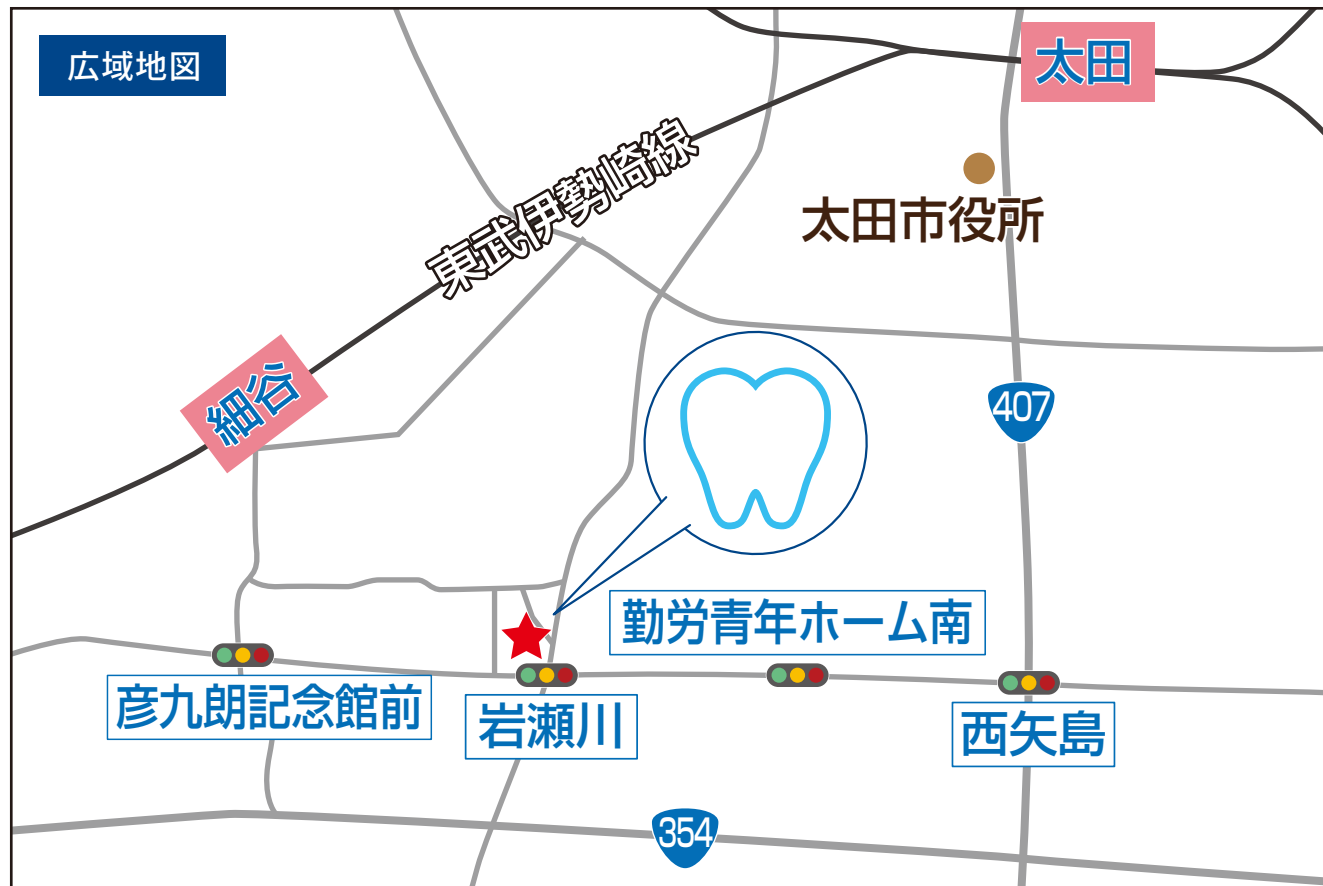 広域地図
太田
東武伊勢崎線
太田市役所
細谷
407
勤労青年ホーム南
彦九朗記念館前
岩瀬川
西矢島
354